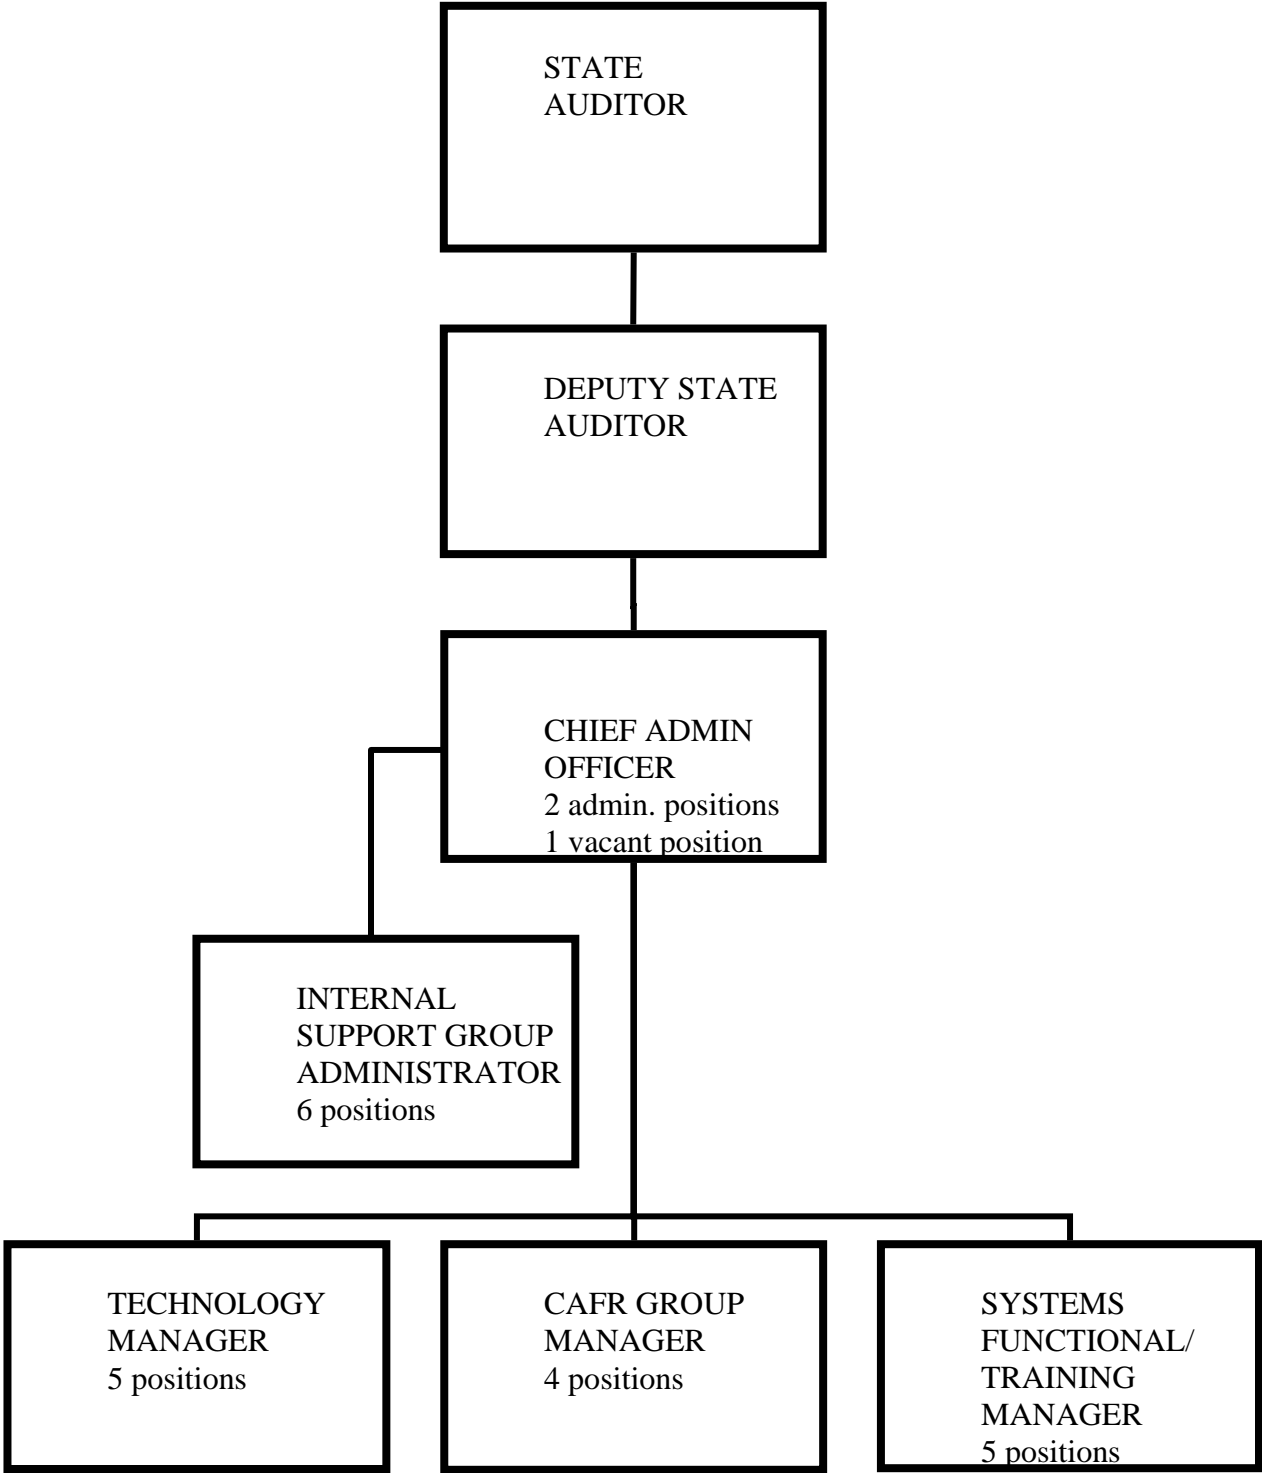 STATE
AUDITOR
DEPUTY STATE
AUDITOR
CHIEF ADMIN
OFFICER
2 admin. positions
1 vacant position
INTERNAL
SUPPORT GROUP
ADMINISTRATOR
6 positions
TECHNOLOGY
MANAGER
5 positions
CAFR GROUP
MANAGER
4 positions
SYSTEMS
FUNCTIONAL/
TRAINING
MANAGER
5 positions